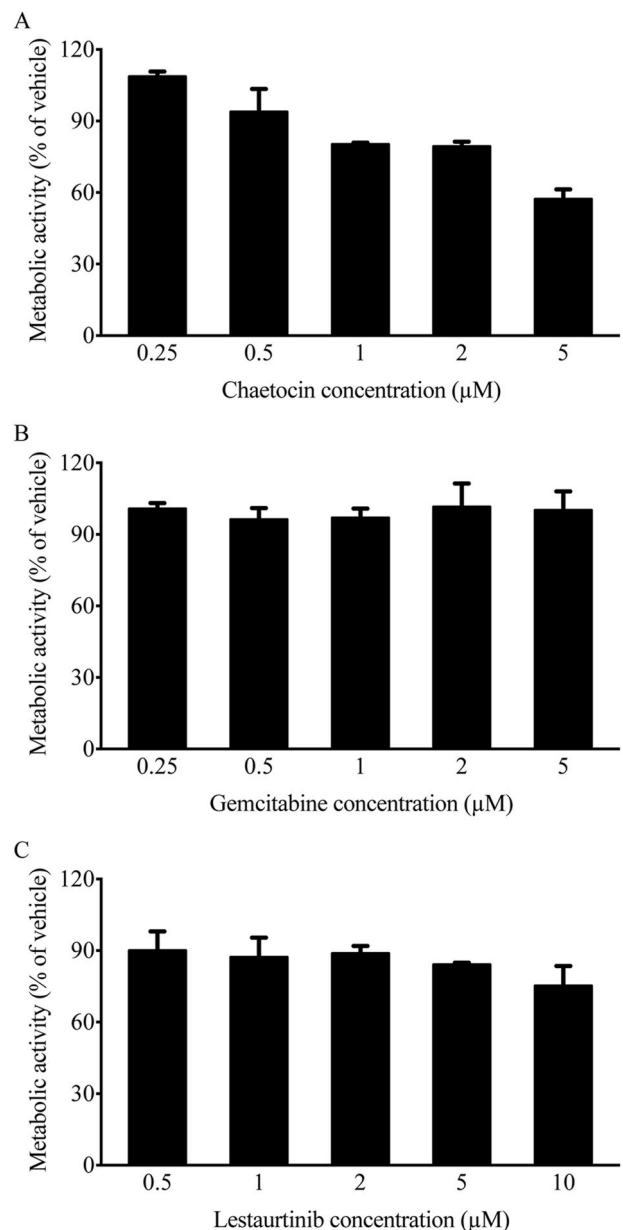 A
Metabolic activity (% of vehicle)
120
90
60
30
0
0.25 0.5 1 2 5
Chaetocin concentration (µM)
B
Metabolic activity (% of vehicle)
120
90
60
30
0
0.25 0.5 1 2 5
Gemcitabine concentration (µM)
C
Metabolic activity (% of vehicle)
120
90
60
30
0
0.5 1 2 5 10
Lestaurtinib concentration (µM)